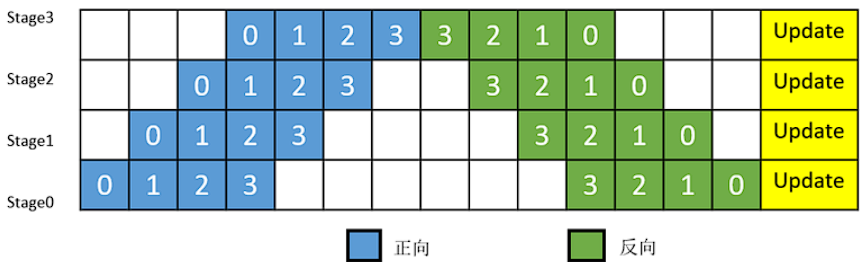 Stage3 0 1 2 3 3 2 1 0 Update
Stage2 0 1 2 3 3 2 1 0 Update
Stage1 0 1 2 3 3 2 1 0 Update
Stage0 0 1 2 3 3 2 1 0 Update
正向 反向